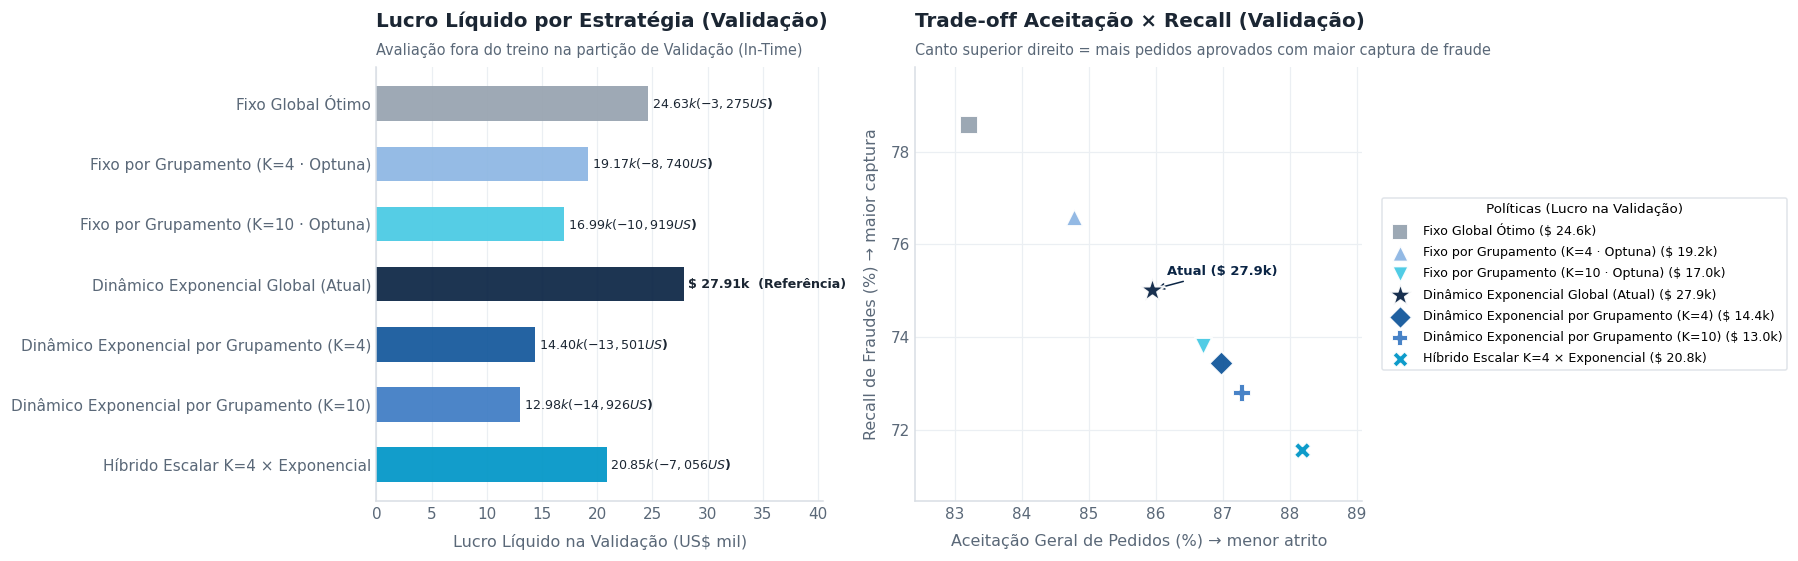 Lucro Líquido por Estratégia (Validação)
Avaliação fora do treino na partição de Validação (In-Time)
Fixo Global Ótimo
24.63k(−3,275US$)
Fixo por Grupamento (K=4 · Optuna)
19.17k(−8,740US$)
Fixo por Grupamento (K=10 · Optuna)
16.99k(−10,919US$)
Dinâmico Exponencial Global (Atual)
$ 27.91k (Referência)
Dinâmico Exponencial por Grupamento (K=4)
14.40k(−13,501US$)
Dinâmico Exponencial por Grupamento (K=10)
12.98k(−14,926US$)
Híbrido Escalar K=4 × Exponencial
20.85k(−7,056US$)
0 5 10 15 20 25 30 35 40
Lucro Líquido na Validação (US$ mil)
Trade-off Aceitação × Recall (Validação)
Canto superior direito = mais pedidos aprovados com maior captura de fraude
Recall de Fraudes (%) → maior captura
78
76
74
72
Atual ($ 27.9k)
83 84 85 86 87 88 89
Aceitação Geral de Pedidos (%) → menor atrito
Políticas (Lucro na Validação)
Fixo Global Ótimo ($ 24.6k)
Fixo por Grupamento (K=4 · Optuna) ($ 19.2k)
Fixo por Grupamento (K=10 · Optuna) ($ 17.0k)
Dinâmico Exponencial Global (Atual) ($ 27.9k)
Dinâmico Exponencial por Grupamento (K=4) ($ 14.4k)
Dinâmico Exponencial por Grupamento (K=10) ($ 13.0k)
Híbrido Escalar K=4 × Exponencial ($ 20.8k)